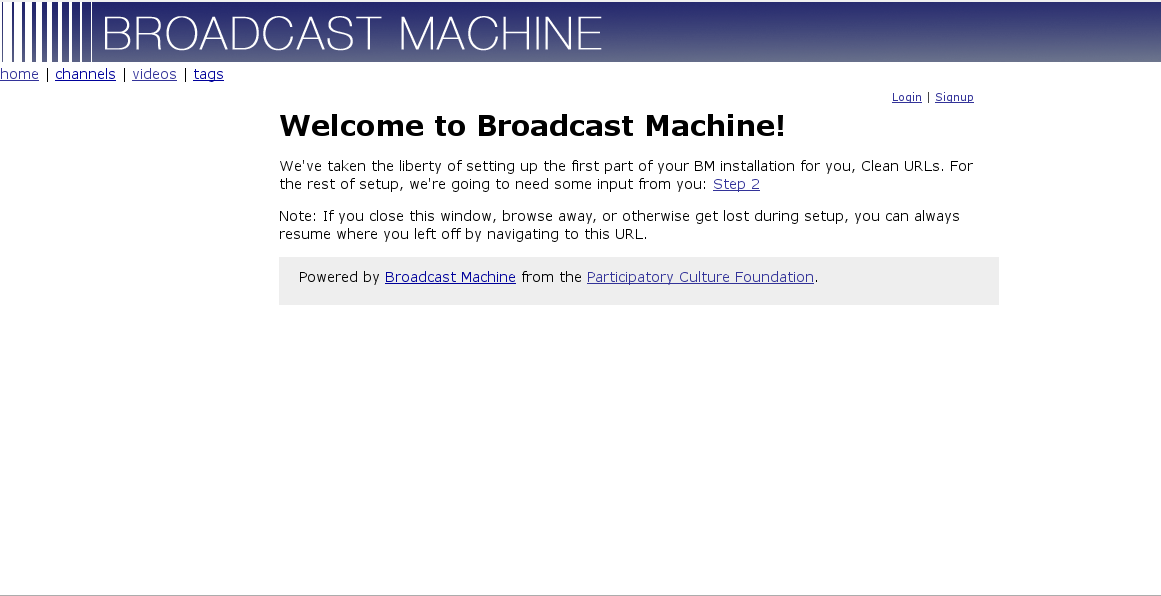 BROADCAST MACHINE
home | channels | videos | tags
Login | Signup
Welcome to Broadcast Machine!
We've taken the liberty of setting up the first part of your BM installation for you, Clean URLs. For
the rest of setup, we're going to need some input from you: Step 2
Note: If you close this window, browse away, or otherwise get lost during setup, you can always
resume where you left off by navigating to this URL.
Powered by Broadcast Machine from the Participatory Culture Foundation.